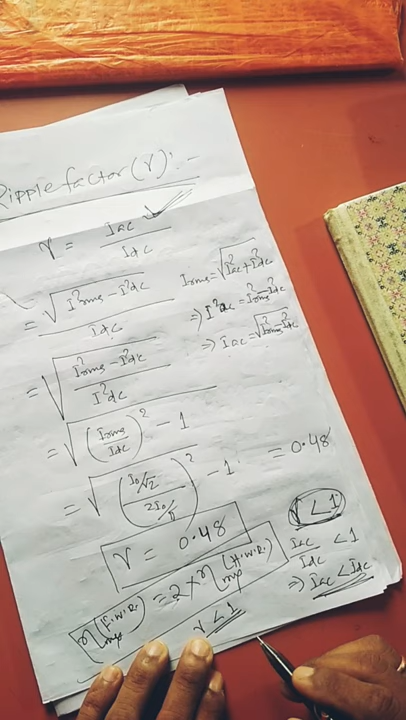 Ripple factor (γ) :-
γ = Iac / Idc
= √(I²rms - I²dc) / Idc
Irms = √(I²ac + I²dc)
⇒ I²ac = I²rms - I²dc
⇒ Iac = √(I²rms - I²dc)
= √((I²rms - I²dc) / I²dc)
= √((Irms / Idc)² - 1)
= √(((I0/√2) / (2I0/π))² - 1) = 0.48
γ = 0.48
γ < 1
Iac / Idc < 1
⇒ Iac < Idc
η (F.W.R.) = 2 × η (H.W.R.)
γ < 1